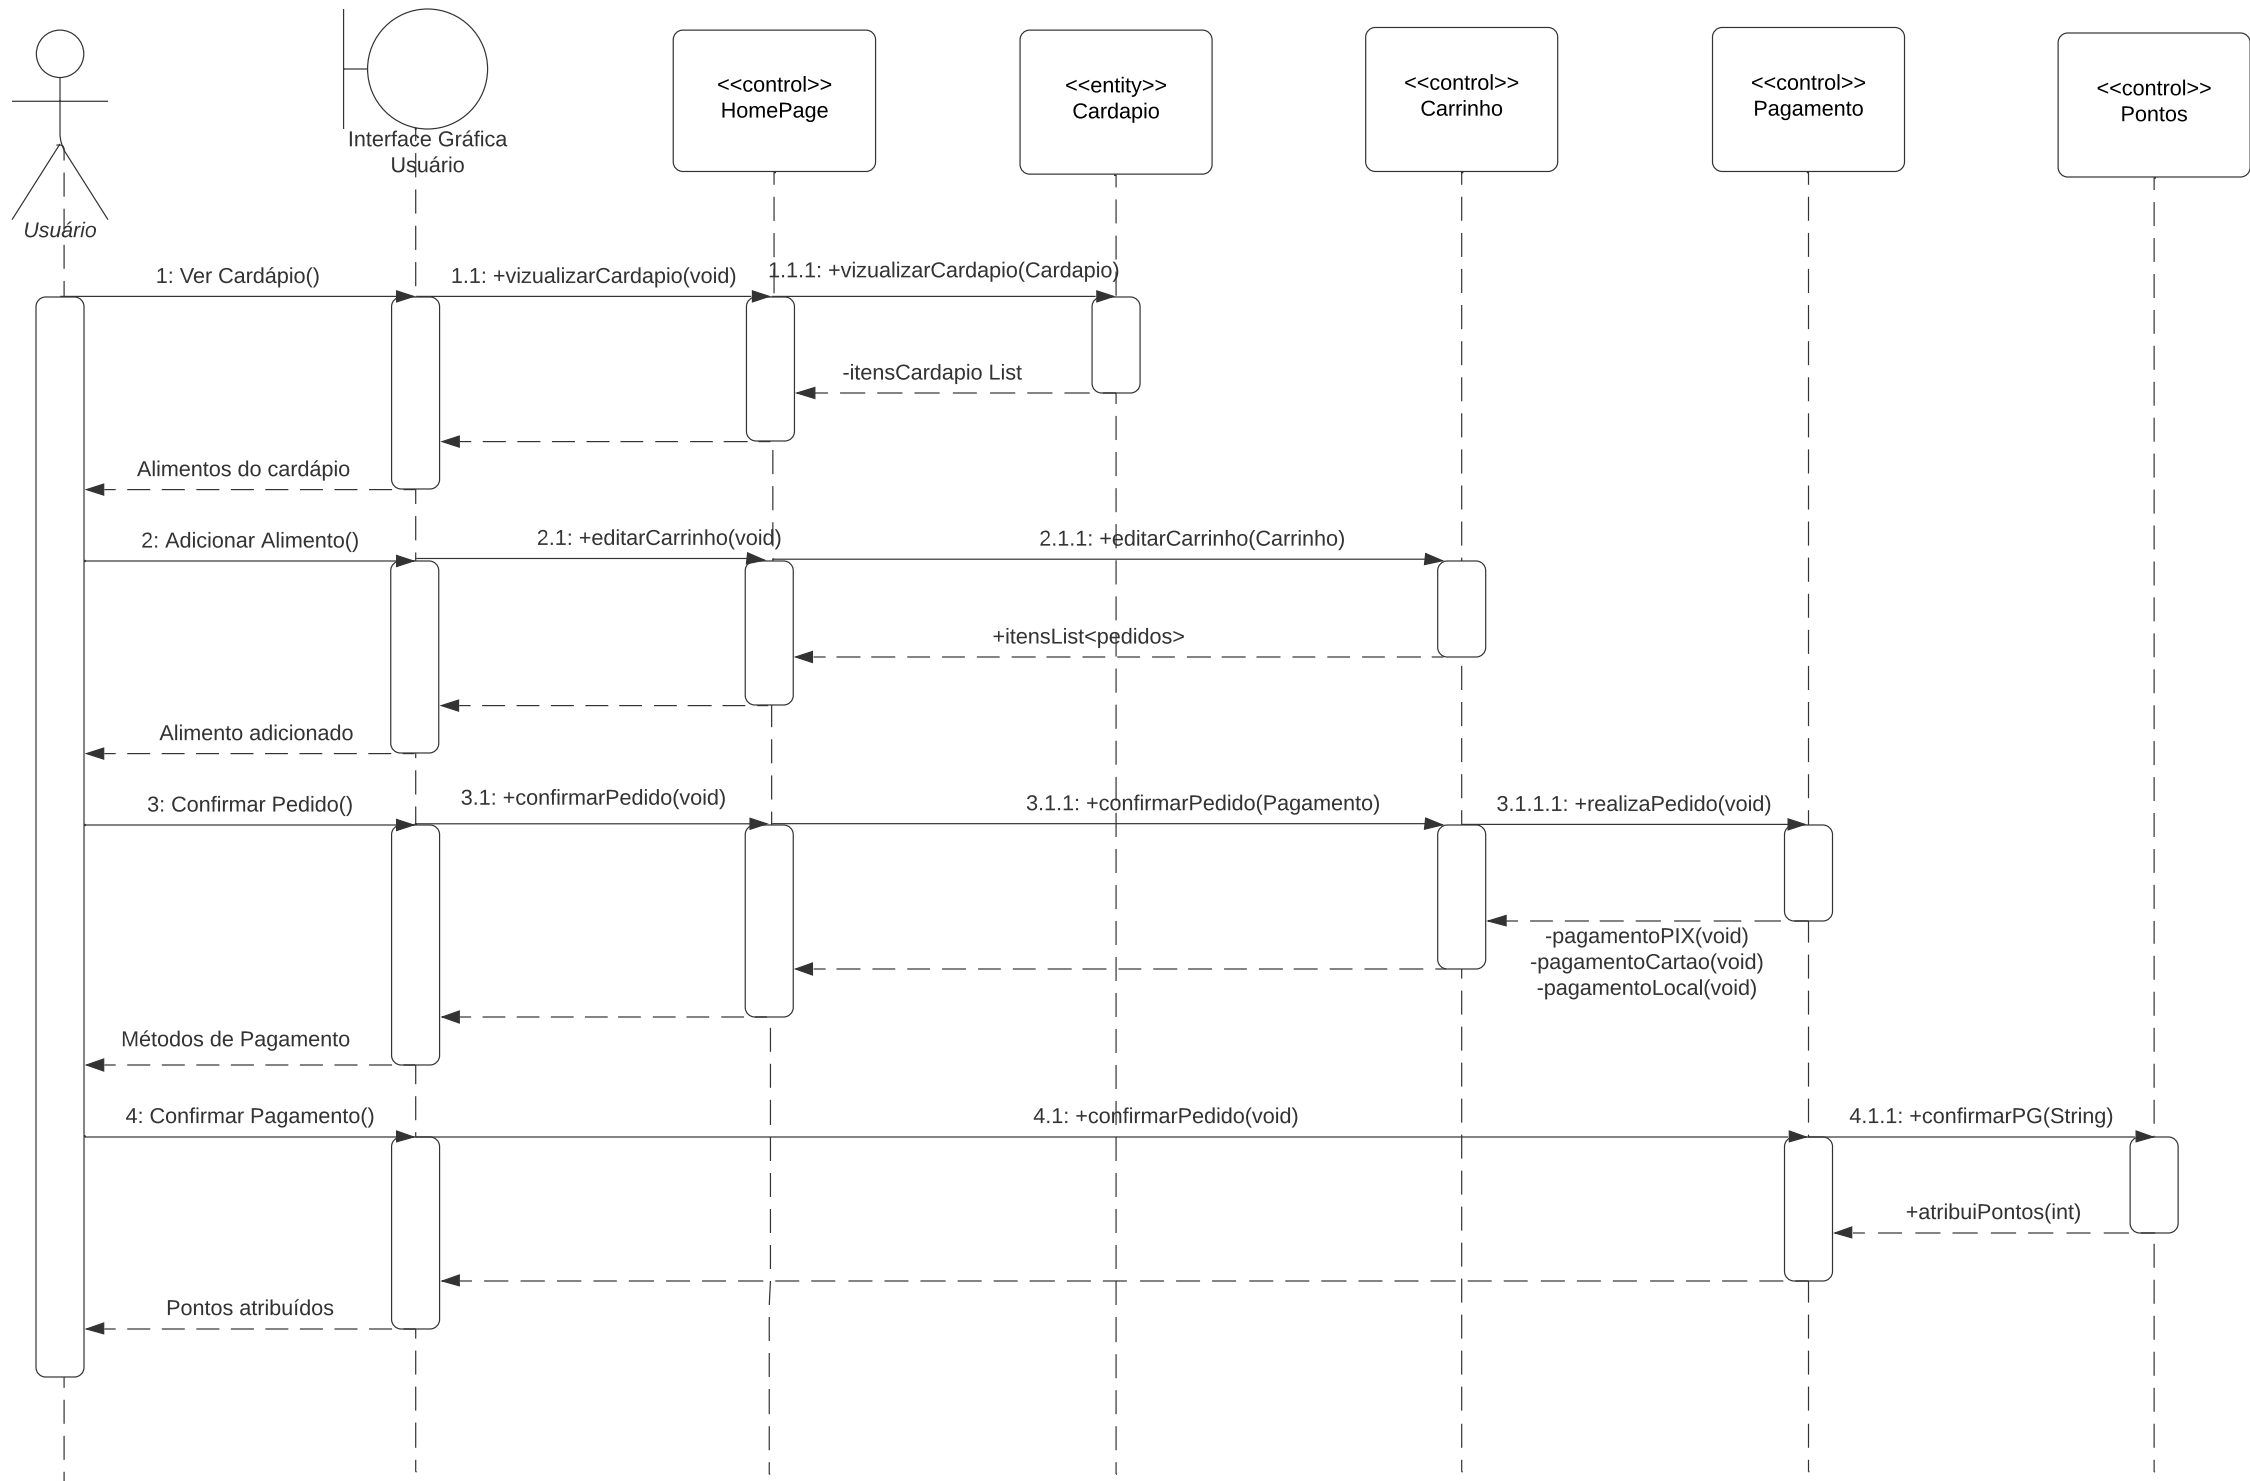 <<control>>
HomePage
<<entity>>
Cardapio
<<control>>
Carrinho
<<control>>
Pagamento
<<control>>
Pontos
Interface Gráfica
Usuário
Usuário
1: Ver Cardápio()
1.1: +vizualizarCardapio(void)
1.1.1: +vizualizarCardapio(Cardapio)
-itensCardapio List
Alimentos do cardápio
2: Adicionar Alimento()
2.1: +editarCarrinho(void)
2.1.1: +editarCarrinho(Carrinho)
+itensList<pedidos>
Alimento adicionado
3: Confirmar Pedido()
3.1: +confirmarPedido(void)
3.1.1: +confirmarPedido(Pagamento)
3.1.1.1: +realizaPedido(void)
-pagamentoPIX(void)
-pagamentoCartao(void)
-pagamentoLocal(void)
Métodos de Pagamento
4: Confirmar Pagamento()
4.1: +confirmarPedido(void)
4.1.1: +confirmarPG(String)
+atribuiPontos(int)
Pontos atribuídos